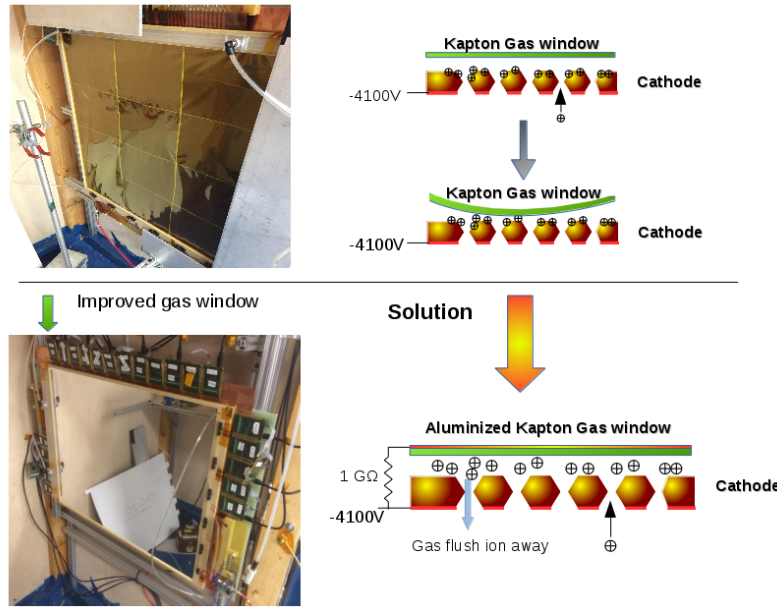 Kapton Gas window
-4100V
Cathode
Kapton Gas window
-4100V
Cathode
Improved gas window
Solution
Aluminized Kapton Gas window
1 GΩ
Cathode
-4100V
Gas flush ion away